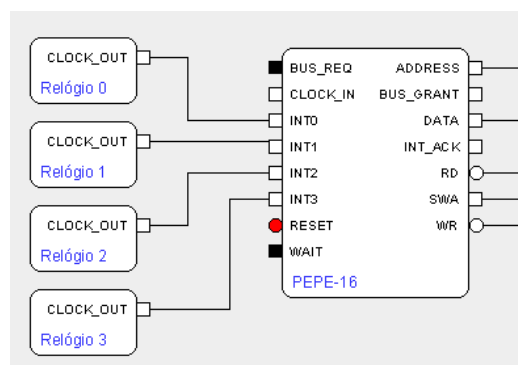 CLOCK_OUT
Relógio 0
CLOCK_OUT
Relógio 1
CLOCK_OUT
Relógio 2
CLOCK_OUT
Relógio 3
BUS_REQ ADDRESS
CLOCK_IN BUS_GRANT
INT0 DATA
INT1 INT_ACK
INT2 RD
INT3 SWA
RESET WR
WAIT
PEPE-16